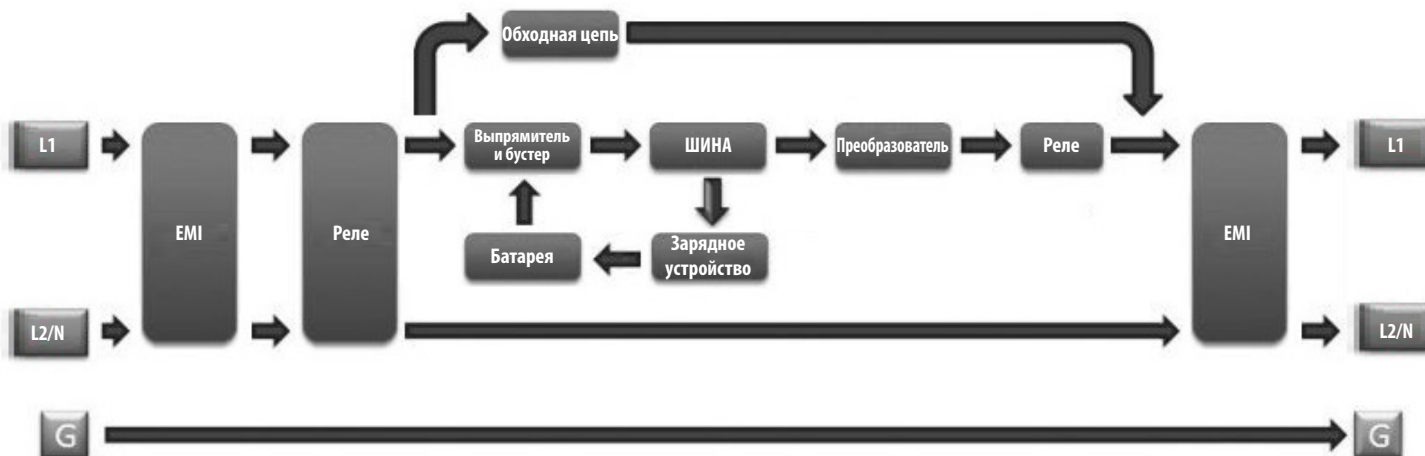 Обходная цепь
L1
Выпрямитель
и бустер
ШИНА
Преобразователь
Реле
L1
EMI
Реле
Батарея
Зарядное
устройство
EMI
L2/N
L2/N
G
G